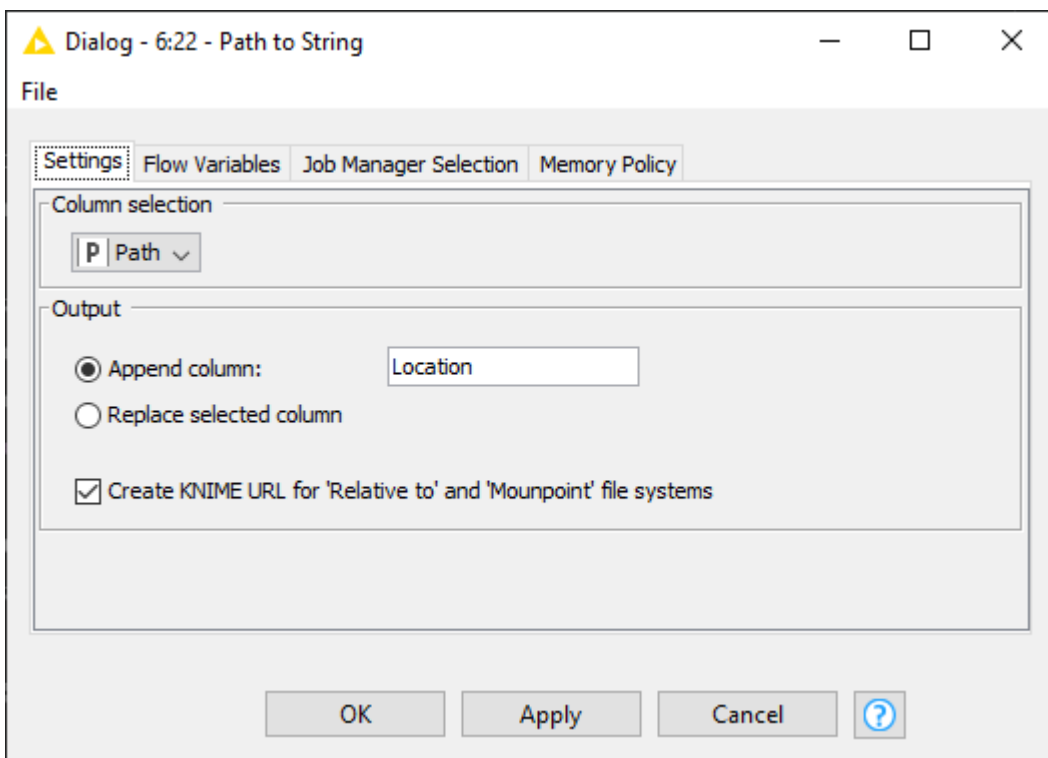 Dialog - 6:22 - Path to String
File
Settings Flow Variables Job Manager Selection Memory Policy
Column selection
P Path
Output
Append column: Location
Replace selected column
Create KNIME URL for 'Relative to' and 'Mounpoint' file systems
OK Apply Cancel ?